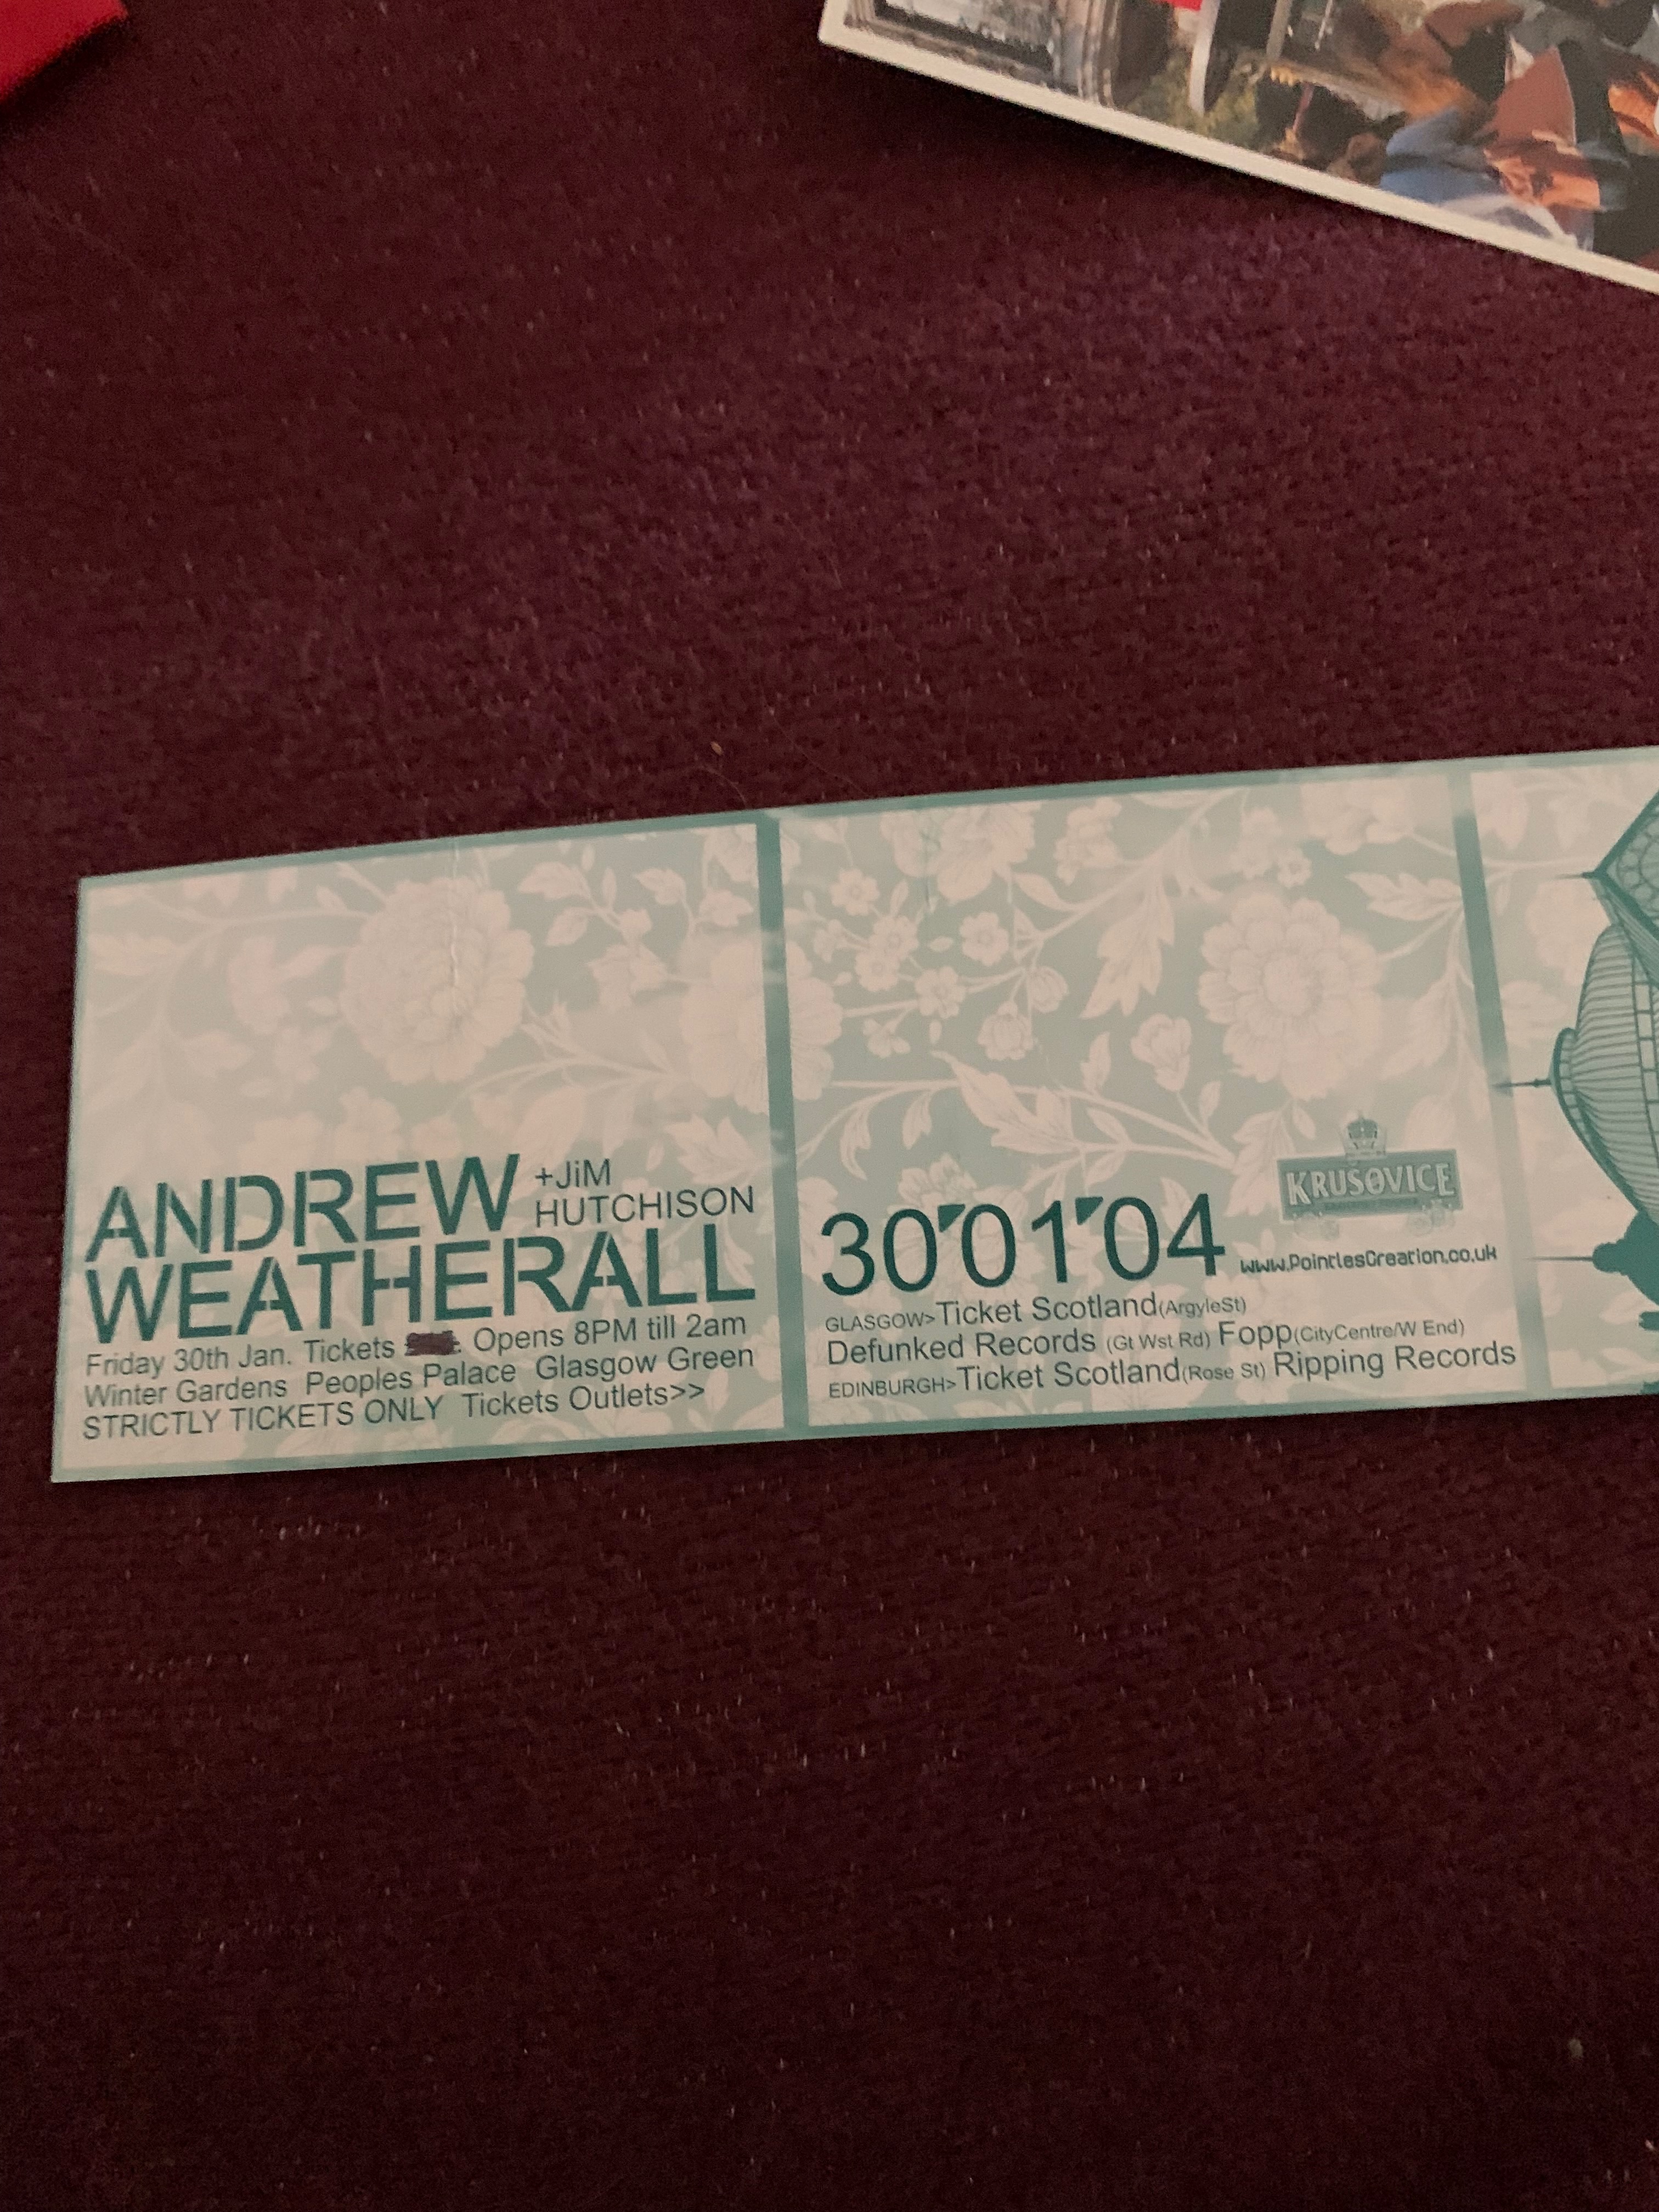 ANDREW +JiM
HUTCHISON
WEATHERALL
Friday 30th Jan. Tickets Opens 8PM till 2am
Winter Gardens Peoples Palace Glasgow Green
STRICTLY TICKETS ONLY Tickets Outlets>>
KRUŠOVICE
30'01'04 www.PointlesCreation.co.uk
GLASGOW>Ticket Scotland(ArgyleSt)
Defunked Records (Gt Wst Rd) Fopp(CityCentre/W End)
EDINBURGH>Ticket Scotland(Rose St) Ripping Records